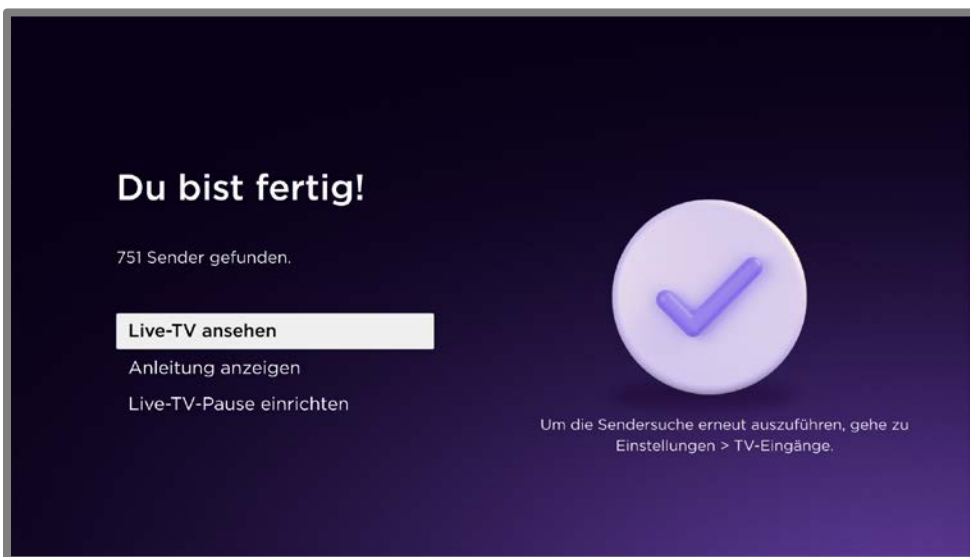 Du bist fertig!
751 Sender gefunden.
Live-TV ansehen
Anleitung anzeigen
Live-TV-Pause einrichten
Um die Sendersuche erneut auszuführen, gehe zu
Einstellungen > TV-Eingänge.